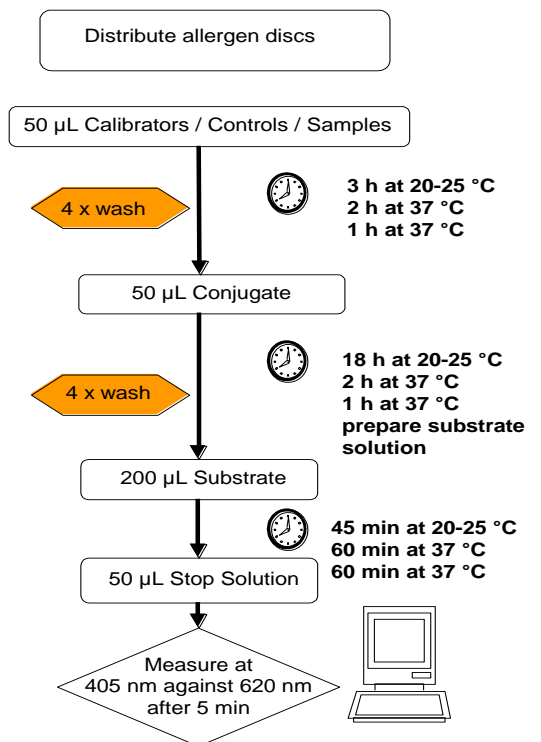 Distribute allergen discs
50 µL Calibrators / Controls / Samples
4 x wash
3 h at 20-25 °C
2 h at 37 °C
1 h at 37 °C
50 µL Conjugate
4 x wash
18 h at 20-25 °C
2 h at 37 °C
1 h at 37 °C
prepare substrate
solution
200 µL Substrate
45 min at 20-25 °C
60 min at 37 °C
60 min at 37 °C
50 µL Stop Solution
Measure at
405 nm against 620 nm
after 5 min